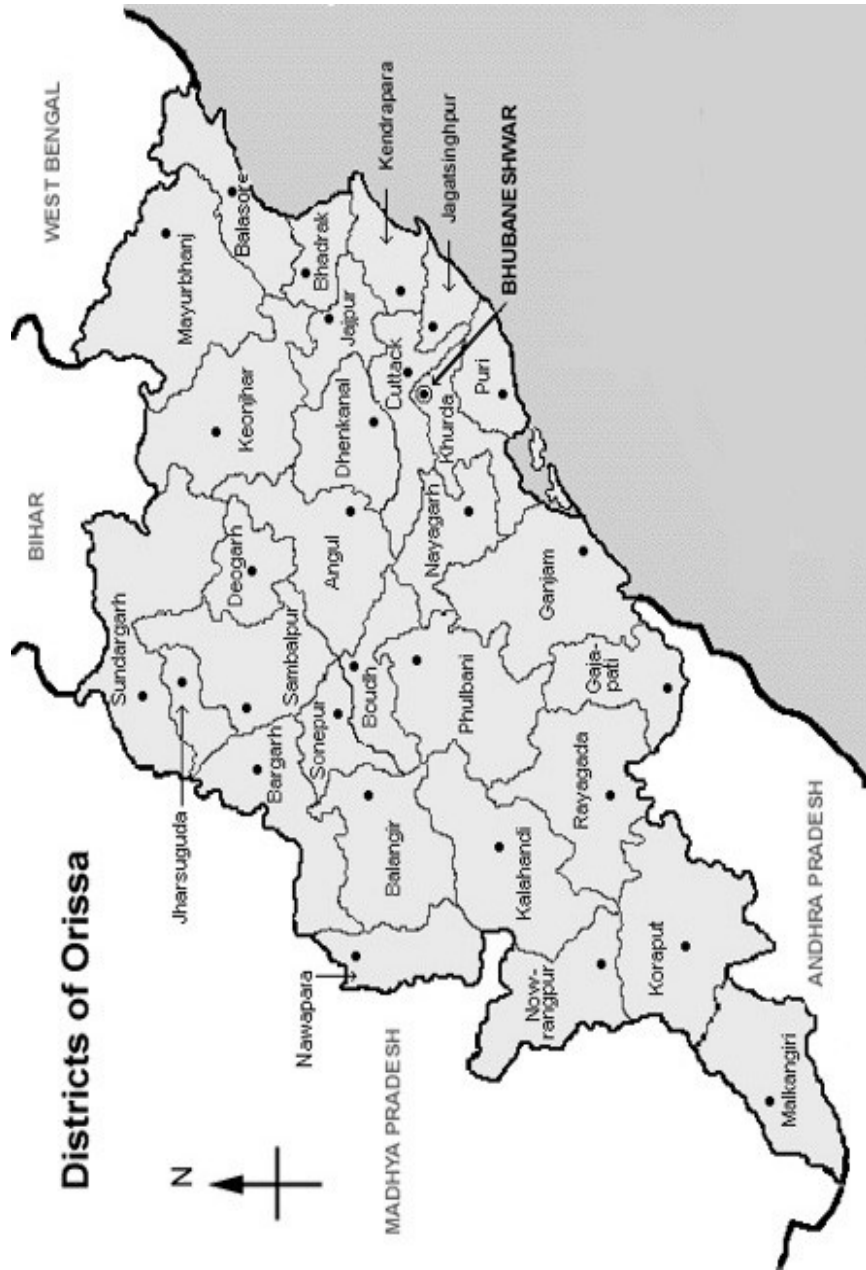 Districts of Orissa
N
WEST BENGAL
BIHAR
MADHYA PRADESH
ANDHRA PRADESH
Sundargarh
Jharsuguda
Mayurbhanj
Balasore
Keonjhar
Deogarh
Sambalpur
Bargarh
Bhadrak
Jajpur
Kendrapara
Dhenkanal
Angul
Sonepur
Boudh
Balangir
Nawapara
Cuttack
Jagatsinghpur
BHUBANESHWAR
Khurda
Puri
Nayagarh
Phulbani
Kalahandi
Ganjam
Gaja-
pati
Rayagada
Now-
rangpur
Koraput
Malkangiri